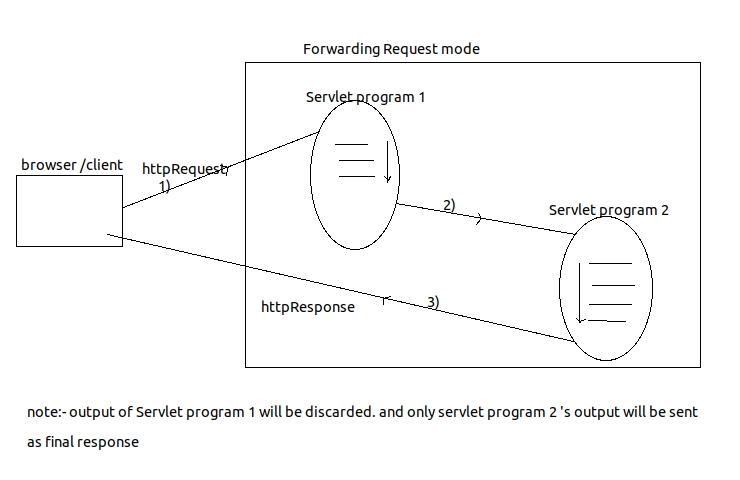 Forwarding Request mode
Servlet program 1
browser /client
httpRequest
1)
2)
Servlet program 2
3)
httpResponse
note:- output of Servlet program 1 will be discarded. and only servlet program 2 's output will be sent
as final response